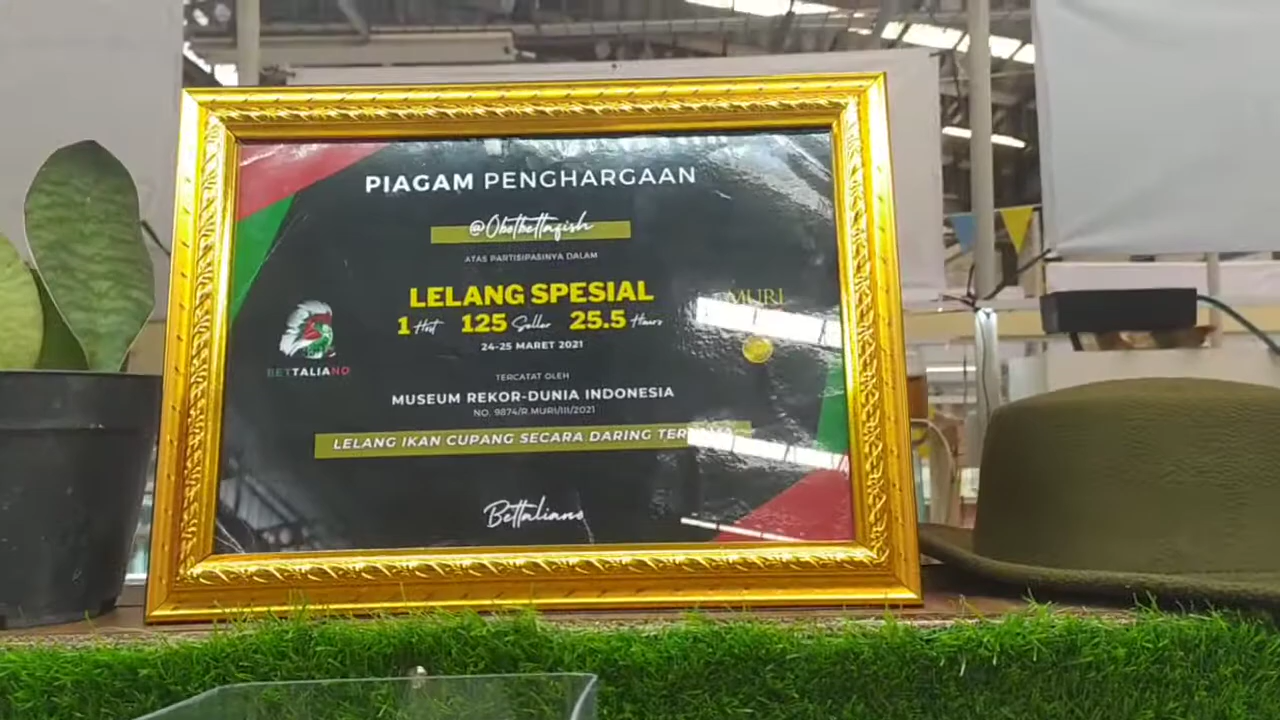 PIAGAM PENGHARGAAN
@Obotbettafish
ATAS PARTISIPASINYA DALAM
LELANG SPESIAL
1 Host 125 Seller 25.5 Hours
24-25 MARET 2021
MURI
BETTALIANO
TERCATAT OLEH
MUSEUM REKOR-DUNIA INDONESIA
NO. 9874/R.MURI/III/2021
LELANG IKAN CUPANG SECARA DARING
Bettaliano